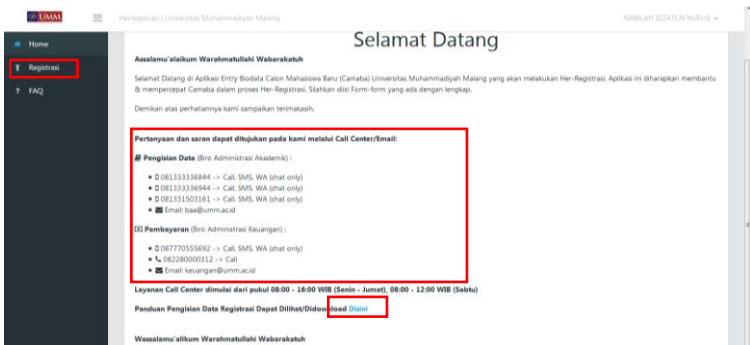 UMM
Herregistrasi | Universitas Muhammadiyah Malang
NABILAH IZZATUN NUFUS
Home
Registrasi
FAQ
Selamat Datang
Assalamu'alaikum Warahmatullahi Wabarakatuh
Selamat Datang di Aplikasi Entry Biodata Calon Mahasiswa Baru (Camaba) Universitas Muhammadiyah Malang yang akan melakukan Her-Registrasi. Aplikasi ini diharapkan membantu
& mempercepat Camaba dalam proses Her-Registrasi. Silahkan diisi Form-form yang ada dengan lengkap.
Demikan atas perhatiannya kami sampaikan terimakasih.
Pertanyaan dan saran dapat ditujukan pada kami melalui Call Center/Email:
Pengisian Data (Biro Administrasi Akademik) :
081333336844 -> Call, SMS, WA (chat only)
081333336944 -> Call, SMS, WA (chat only)
081331503161 -> Call, SMS, WA (chat only)
Email: baa@umm.ac.id
Pembayaran (Biro Administrasi Keuangan) :
087770555692 -> Call, SMS, WA (chat only)
082280000312 -> Call
Email: keuangan@umm.ac.id
Layanan Call Center dimulai dari pukul 08:00 - 16:00 WIB (Senin - Jumat), 08:00 - 12:00 WIB (Sabtu)
Panduan Pengisian Data Registrasi Dapat Dilihat/Didownload Disini
Wassalamu'alikum Warahmatullahi Wabarakatuh